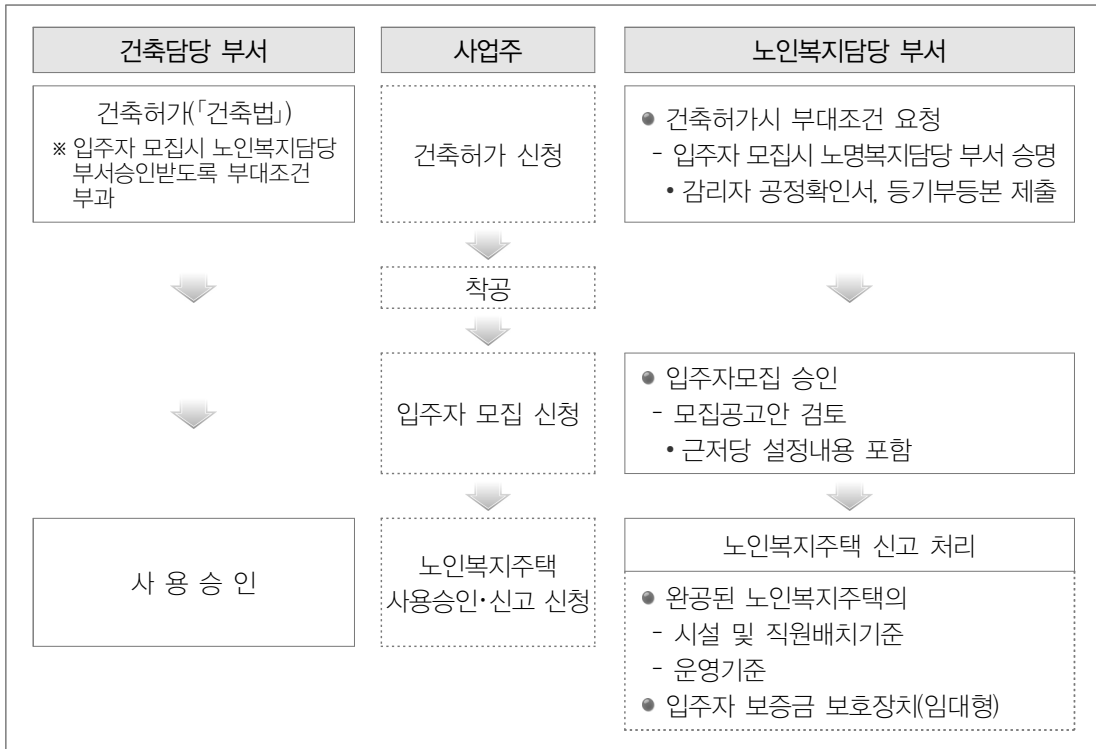 건축담당 부서
사업주
노인복지담당 부서
건축허가(「건축법」)
※ 입주자 모집시 노인복지담당
부서승인받도록 부대조건
부과
건축허가 신청
● 건축허가시 부대조건 요청
- 입주자 모집시 노명복지담당 부서 승명
• 감리자 공정확인서, 등기부등본 제출
착공
입주자 모집 신청
● 입주자모집 승인
- 모집공고안 검토
• 근저당 설정내용 포함
사 용 승 인
노인복지주택
사용승인·신고 신청
노인복지주택 신고 처리
● 완공된 노인복지주택의
- 시설 및 직원배치기준
- 운영기준
● 입주자 보증금 보호장치(임대형)